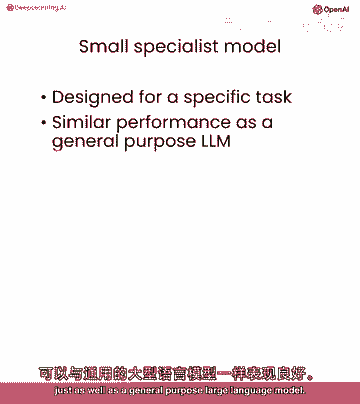 DeepLearning.AI
OpenAI
Small specialist model
• Designed for a specific task
• Similar performance as a
general purpose LLM
可以与通用的大型语言模型一样表现良好。
just as well as a general purpose large language model.